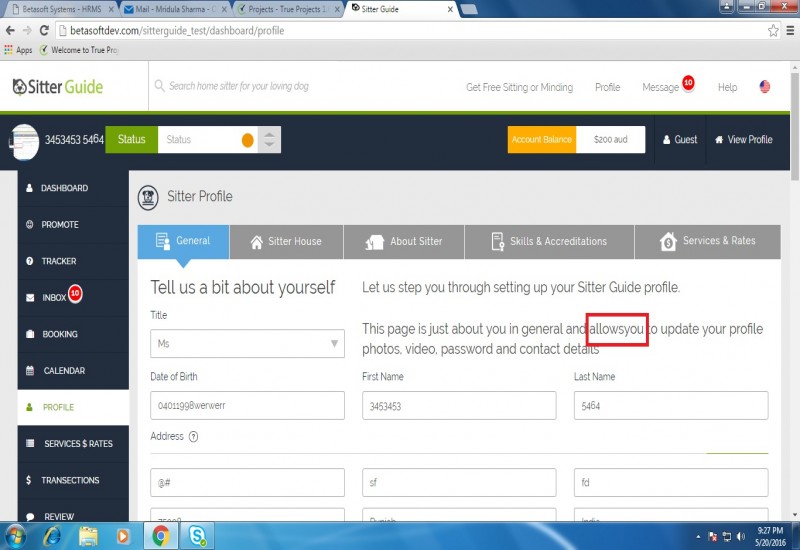 Betasoft Systems - HRMS
Mail - Mridula Sharma - O
Projects - True Projects 1.
Sitter Guide
betasoftdev.com/sitterguide_test/dashboard/profile
Apps
Welcome to True Pro
Sitter Guide
Search home sitter for your loving dog
Get Free Sitting or Minding
Profile
Message
10
Help
3453453 5464
Status
Status
Account Balance
$200 aud
Guest
View Profile
DASHBOARD
PROMOTE
TRACKER
INBOX
10
BOOKING
CALENDAR
PROFILE
SERVICES $ RATES
$ TRANSACTIONS
REVIEW
Sitter Profile
General
Sitter House
About Sitter
Skills & Accreditations
Services & Rates
Tell us a bit about yourself
Let us step you through setting up your Sitter Guide profile.
Title
Ms
This page is just about you in general and allowsyou to update your profile
photos, video, password and contact details
Date of Birth
First Name
Last Name
04011998werwerr
3453453
5464
Address ?
@#
sf
fd
Punjab
India
9:27 PM
5/20/2016